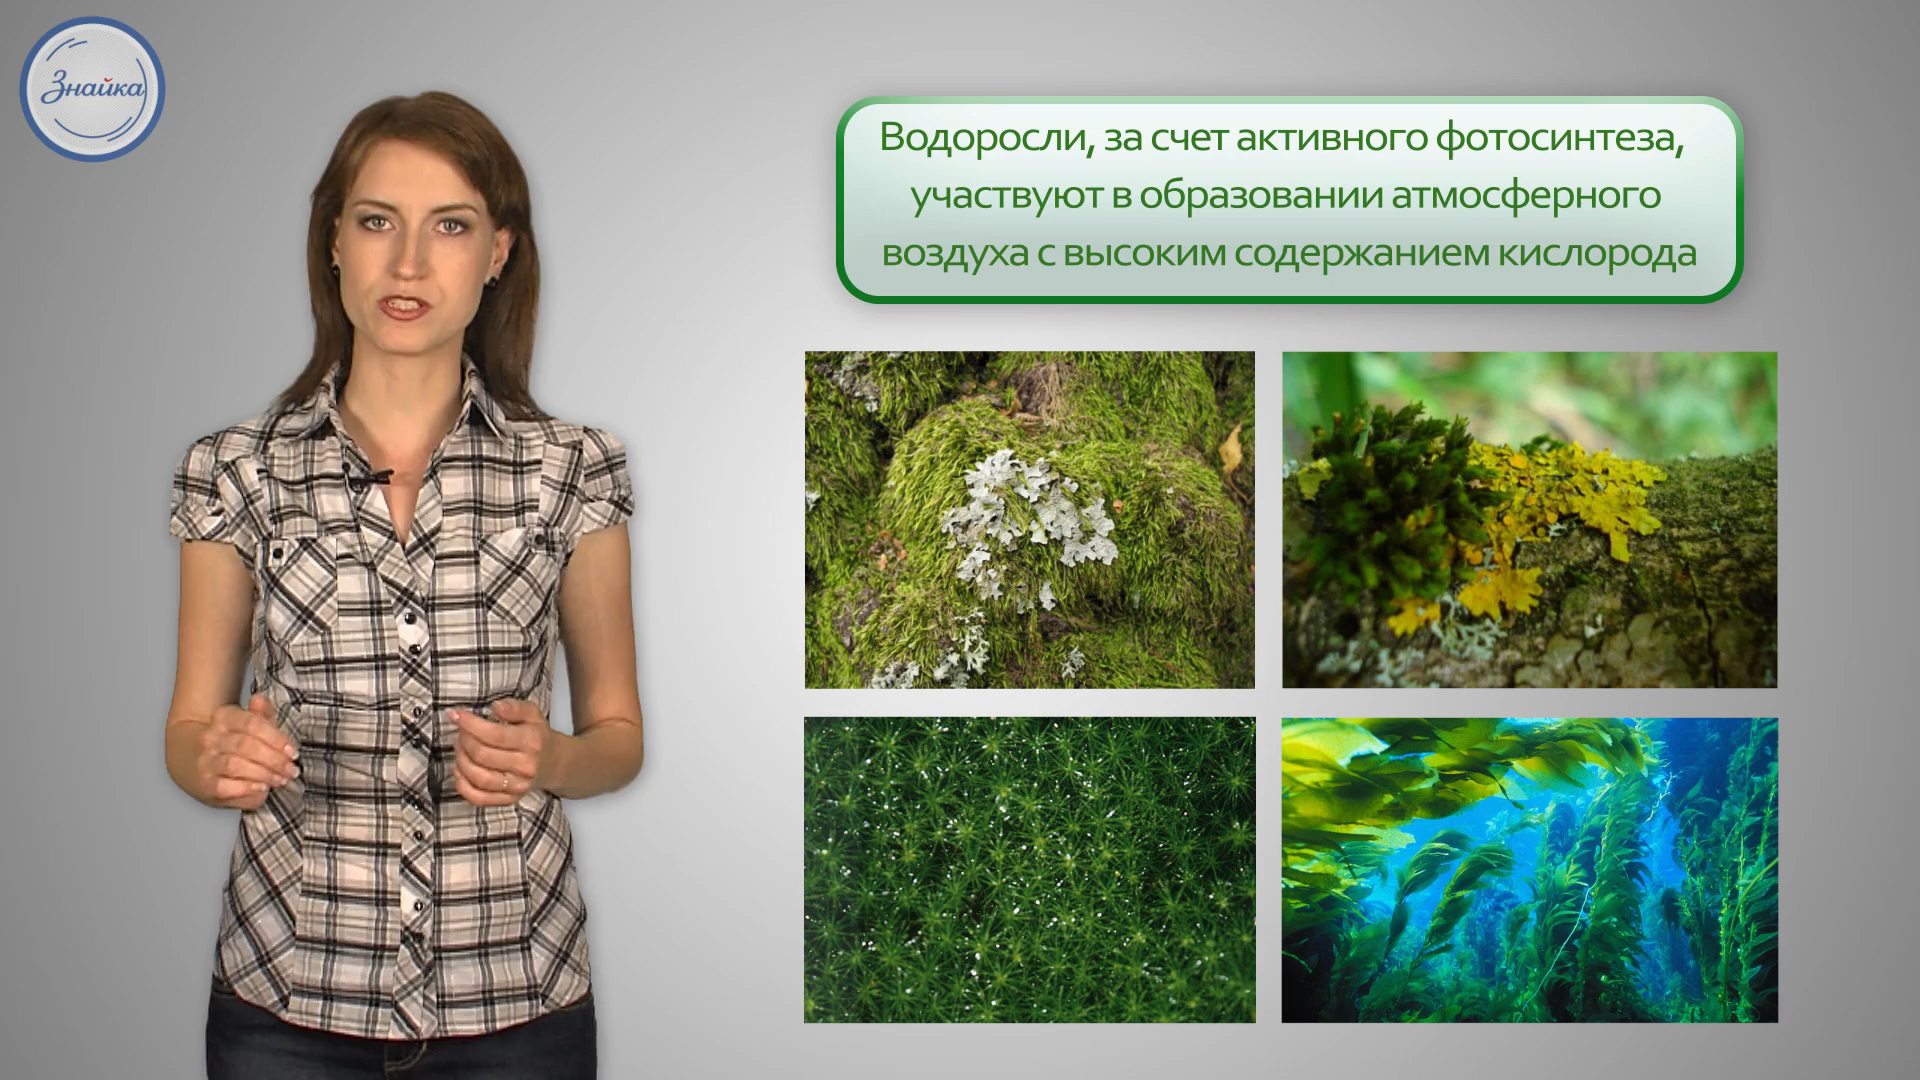 Знайка
Водоросли, за счет активного фотосинтеза,
участвуют в образовании атмосферного
воздуха с высоким содержанием кислорода